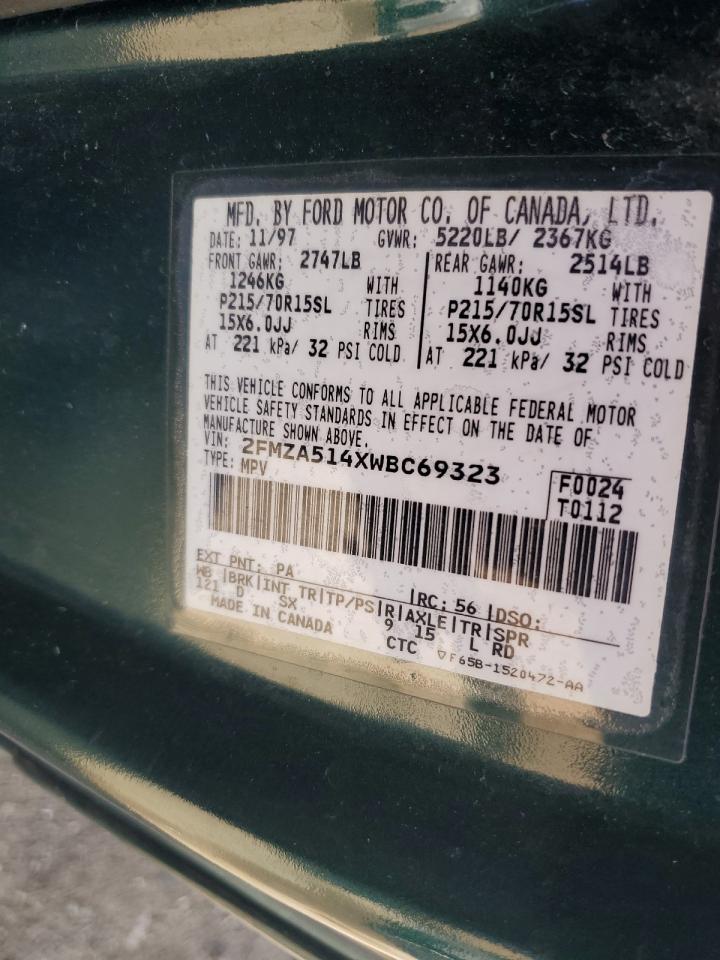 MFD. BY FORD MOTOR CO. OF CANADA, LTD.
DATE: 11/97 GVWR: 5220LB/ 2367KG
FRONT GAWR: 2747LB
1246KG WITH
P215/70R15SL TIRES
15X6.0JJ RIMS
AT 221 kPa/ 32 PSI COLD
REAR GAWR: 2514LB
1140KG WITH
P215/70R15SL TIRES
15X6.0JJ RIMS
AT 221 kPa/ 32 PSI COLD
THIS VEHICLE CONFORMS TO ALL APPLICABLE FEDERAL MOTOR
VEHICLE SAFETY STANDARDS IN EFFECT ON THE DATE OF
MANUFACTURE SHOWN ABOVE.
VIN: 2FMZA514XWBC69323
TYPE: MPV
F0024
T0112
EXT PNT: PA RC: 56 DSO:
WB BRK INT TR TP/PS R AXLE TR SPR
121 D SX 9 15 L RD
MADE IN CANADA CTC
▽F65B-1520472-AA